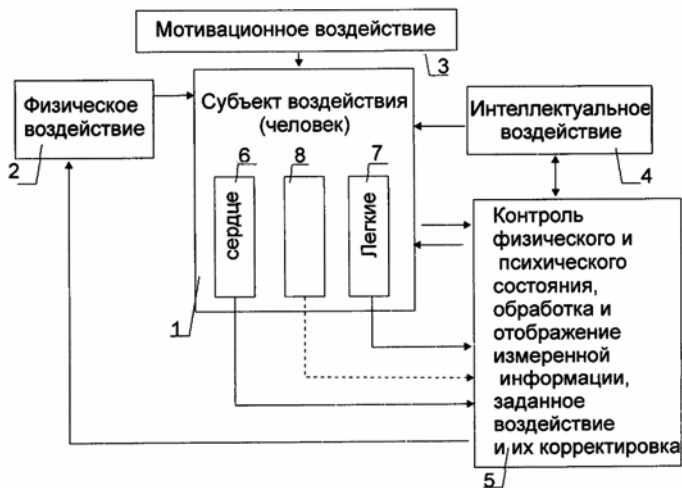 Мотивационное воздействие
3
Физическое
воздействие
2
Субъект воздействия
(человек)
6
8
7
сердце
Легкие
1
Интеллектуальное
воздействие
4
Контроль
физического и
психического
состояния,
обработка и
отображение
измеренной
информации,
заданное
воздействие
и их корректировка
5